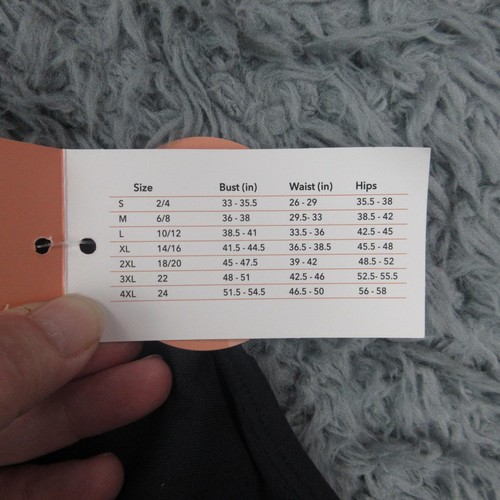 Size Bust (in) Waist (in) Hips
S 2/4 33 - 35.5 26 - 29 35.5 - 38
M 6/8 36 - 38 29.5- 33 38.5 - 42
L 10/12 38.5 - 41 33.5 - 36 42.5 - 45
XL 14/16 41.5 - 44.5 36.5 - 38.5 45.5 - 48
2XL 18/20 45 - 47.5 39 - 42 48.5 - 52
3XL 22 48 - 51 42.5 - 46 52.5- 55.5
4XL 24 51.5 - 54.5 46.5 - 50 56 - 58